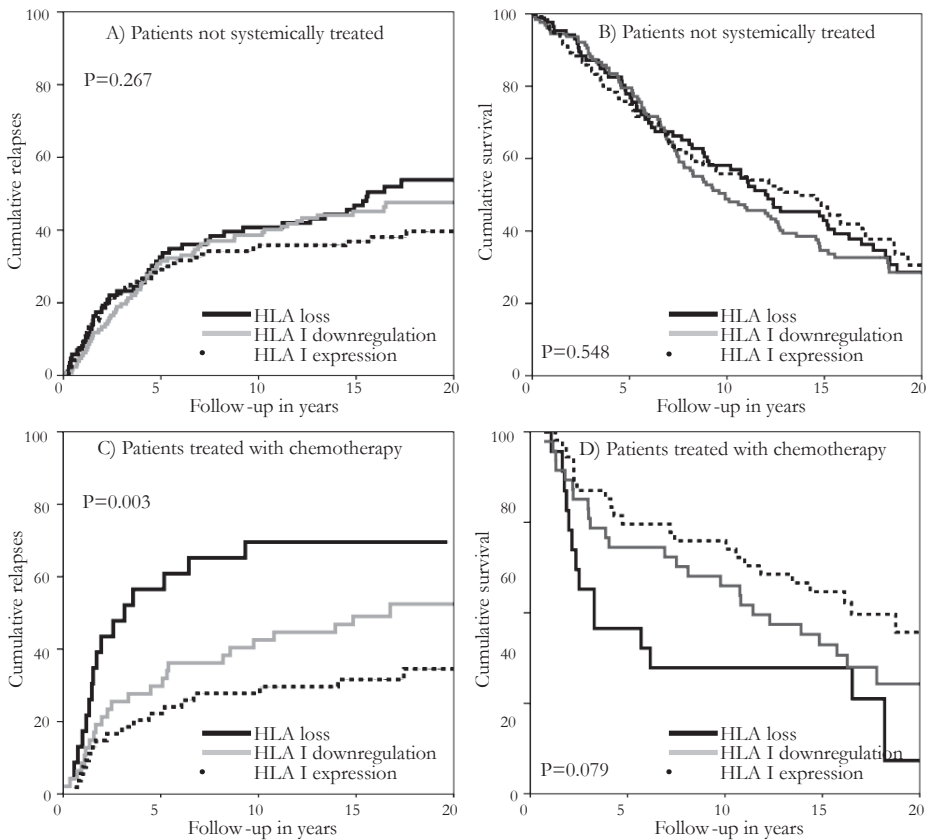 A) Patients not systemically treated
P=0.267
Cumulative relapses
100
80
60
40
20
0
0 5 10 15 20
Follow-up in years
HLA loss
HLA I downregulation
HLA I expression
B) Patients not systemically treated
P=0.548
Cumulative survival
100
80
60
40
20
0
0 5 10 15 20
Follow-up in years
HLA loss
HLA I downregulation
HLA I expression
C) Patients treated with chemotherapy
P=0.003
Cumulative relapses
100
80
60
40
20
0
0 5 10 15 20
Follow-up in years
HLA loss
HLA I downregulation
HLA I expression
D) Patients treated with chemotherapy
P=0.079
Cumulative survival
100
80
60
40
20
0
0 5 10 15 20
Follow-up in years
HLA loss
HLA I downregulation
HLA I expression